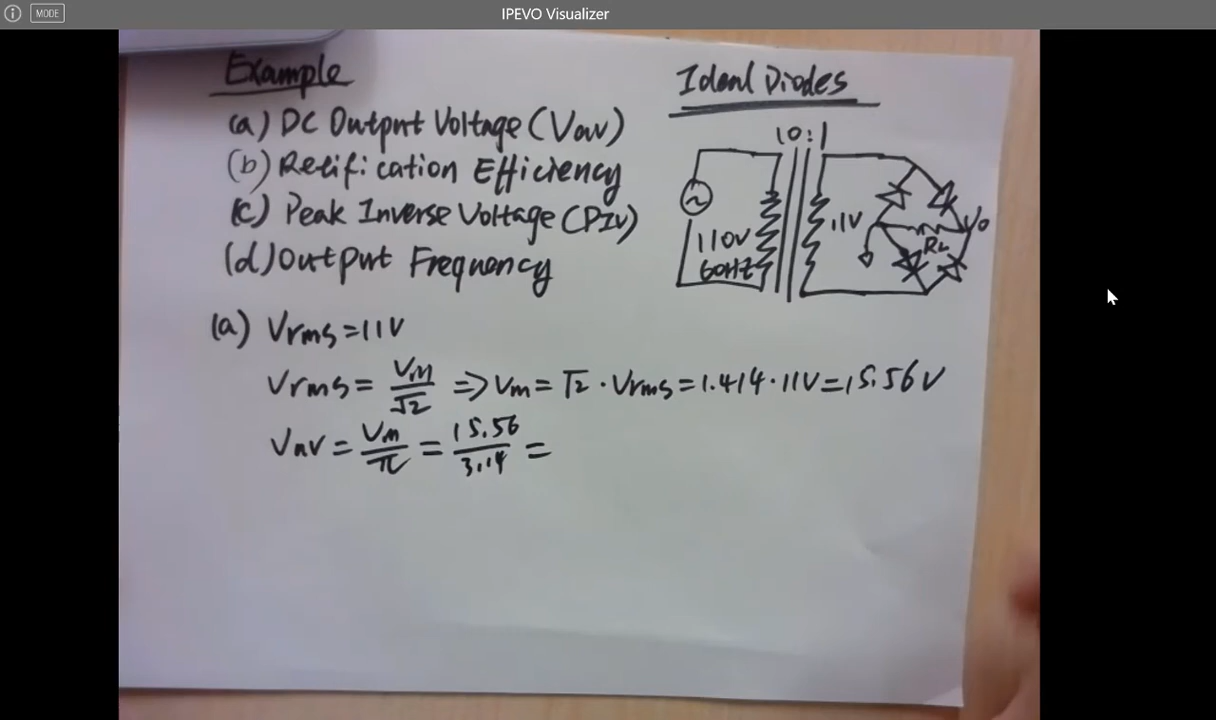 MODE
IPEVO Visualizer
Example
Ideal Diodes
(a) DC Output Voltage (Vav)
(b) Retification Efficiency
(c) Peak Inverse Voltage (PIV)
(d) Output Frequency
10:1
110V
60Hz
11V
RL
Vo
(a) Vrms = 11V
Vrms = Vm/√2 => Vm = √2 · Vrms = 1.414 · 11V = 15.56V
Vav = Vm/π = 15.56/3.14 =